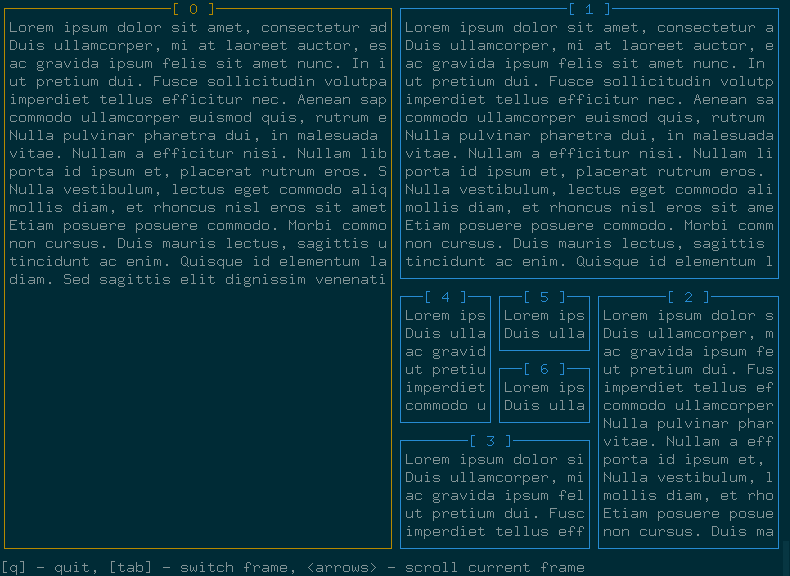 [ 0 ]
Lorem ipsum dolor sit amet, consectetur ad
Duis ullamcorper, mi at laoreet auctor, es
ac gravida ipsum felis sit amet nunc. In i
ut pretium dui. Fusce sollicitudin volutpa
imperdiet tellus efficitur nec. Aenean sap
commodo ullamcorper euismod quis, rutrum e
Nulla pulvinar pharetra dui, in malesuada
vitae. Nullam a efficitur nisi. Nullam lib
porta id ipsum et, placerat rutrum eros. S
Nulla vestibulum, lectus eget commodo aliq
mollis diam, et rhoncus nisl eros sit amet
Etiam posuere posuere commodo. Morbi commo
non cursus. Duis mauris lectus, sagittis u
tincidunt ac enim. Quisque id elementum la
diam. Sed sagittis elit dignissim venenati
[ 1 ]
Lorem ipsum dolor sit amet, consectetur a
Duis ullamcorper, mi at laoreet auctor, e
ac gravida ipsum felis sit amet nunc. In
ut pretium dui. Fusce sollicitudin volutp
imperdiet tellus efficitur nec. Aenean sa
commodo ullamcorper euismod quis, rutrum
Nulla pulvinar pharetra dui, in malesuada
vitae. Nullam a efficitur nisi. Nullam li
porta id ipsum et, placerat rutrum eros.
Nulla vestibulum, lectus eget commodo ali
mollis diam, et rhoncus nisl eros sit ame
Etiam posuere posuere commodo. Morbi comm
non cursus. Duis mauris lectus, sagittis
tincidunt ac enim. Quisque id elementum l
[ 4 ]
Lorem ips
Duis ulla
ac gravid
ut pretiu
imperdiet
commodo u
[ 5 ]
Lorem ips
Duis ulla
[ 6 ]
Lorem ips
Duis ulla
[ 2 ]
Lorem ipsum dolor s
Duis ullamcorper, m
ac gravida ipsum fe
ut pretium dui. Fus
imperdiet tellus ef
commodo ullamcorper
Nulla pulvinar phar
vitae. Nullam a eff
porta id ipsum et,
Nulla vestibulum, l
mollis diam, et rho
Etiam posuere posue
non cursus. Duis ma
[ 3 ]
Lorem ipsum dolor si
Duis ullamcorper, mi
ac gravida ipsum fel
ut pretium dui. Fusc
imperdiet tellus eff
[q] - quit, [tab] - switch frame, <arrows> - scroll current frame